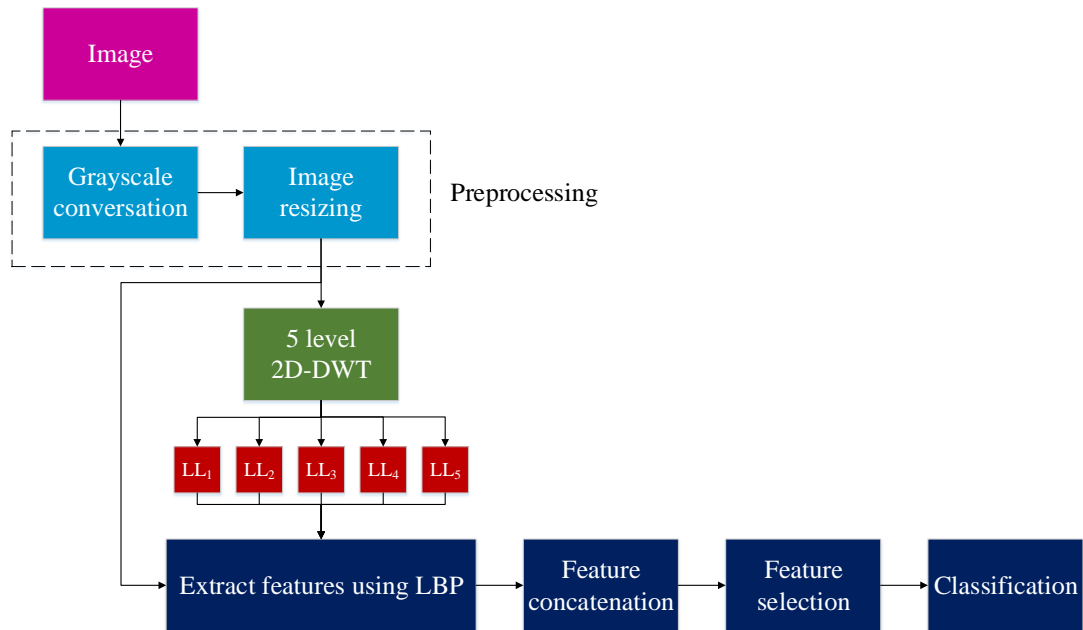 Image
Grayscale
conversation
Image
resizing
Preprocessing
5 level
2D-DWT
LL₁
LL₂
LL₃
LL₄
LL₅
Extract features using LBP
Feature
concatenation
Feature
selection
Classification